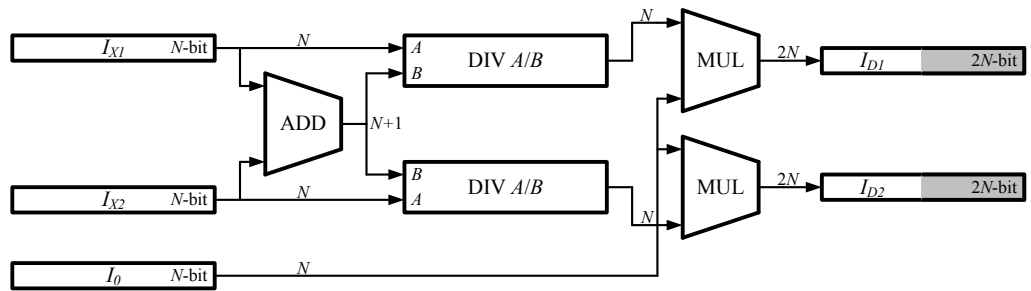 I_X1 N-bit
N
A
B
DIV A/B
N
MUL
2N
I_D1 2N-bit
ADD
N+1
I_X2 N-bit
N
B
A
DIV A/B
N
MUL
2N
I_D2 2N-bit
I_0 N-bit
N